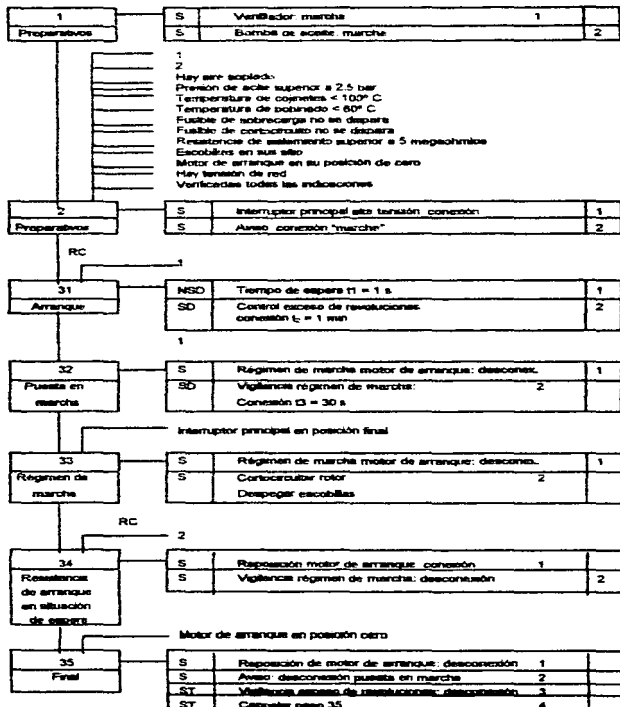 1
Preparativos
S Ventilador: marcha 1
S Bomba de aceite: marcha 2
1
2
Hay aire soplado
Presión de aceite superior a 2.5 bar
Temperatura de cojinetes < 100° C
Temperatura de bobinado < 60° C
Fusible de sobrecarga no se dispara
Fusible de cortocircuito no se dispara
Resistencia de aislamiento superior a 5 megaohmios
Escobillas en sus sitio
Motor de arranque en su posición de cero
Hay tensión de red
Verificadas todas las indicaciones
2
Preparativos
S Interruptor principal alta tensión: conexión 1
S Aviso: conexión "marcha" 2
RC
1
31
Arranque
NSD Tiempo de espera t1 = 1 s 1
SD Control exceso de revoluciones 2
conexión t = 1 min
1
32
Puesta en
marcha
S Régimen de marcha motor de arranque: desconex. 1
SD Vigilancia régimen de marcha: 2
Conexión t3 = 30 s
Interruptor principal en posición final
33
Régimen de
marcha
S Régimen de marcha motor de arranque: desconex. 1
S Cortocircuitar rotor 2
Despegar escobillas
RC
2
34
Resistencia
de arranque
en situación
de espera
S Reposición motor de arranque: conexión 1
S Vigilancia régimen de marcha: desconexión 2
Motor de arranque en posición cero
35
Final
S Reposición de motor de arranque: desconexión 1
S Aviso: desconexión puesta en marcha 2
ST Vigilancia exceso de revoluciones: desconexión 3
ST Cancelar paso 35 4